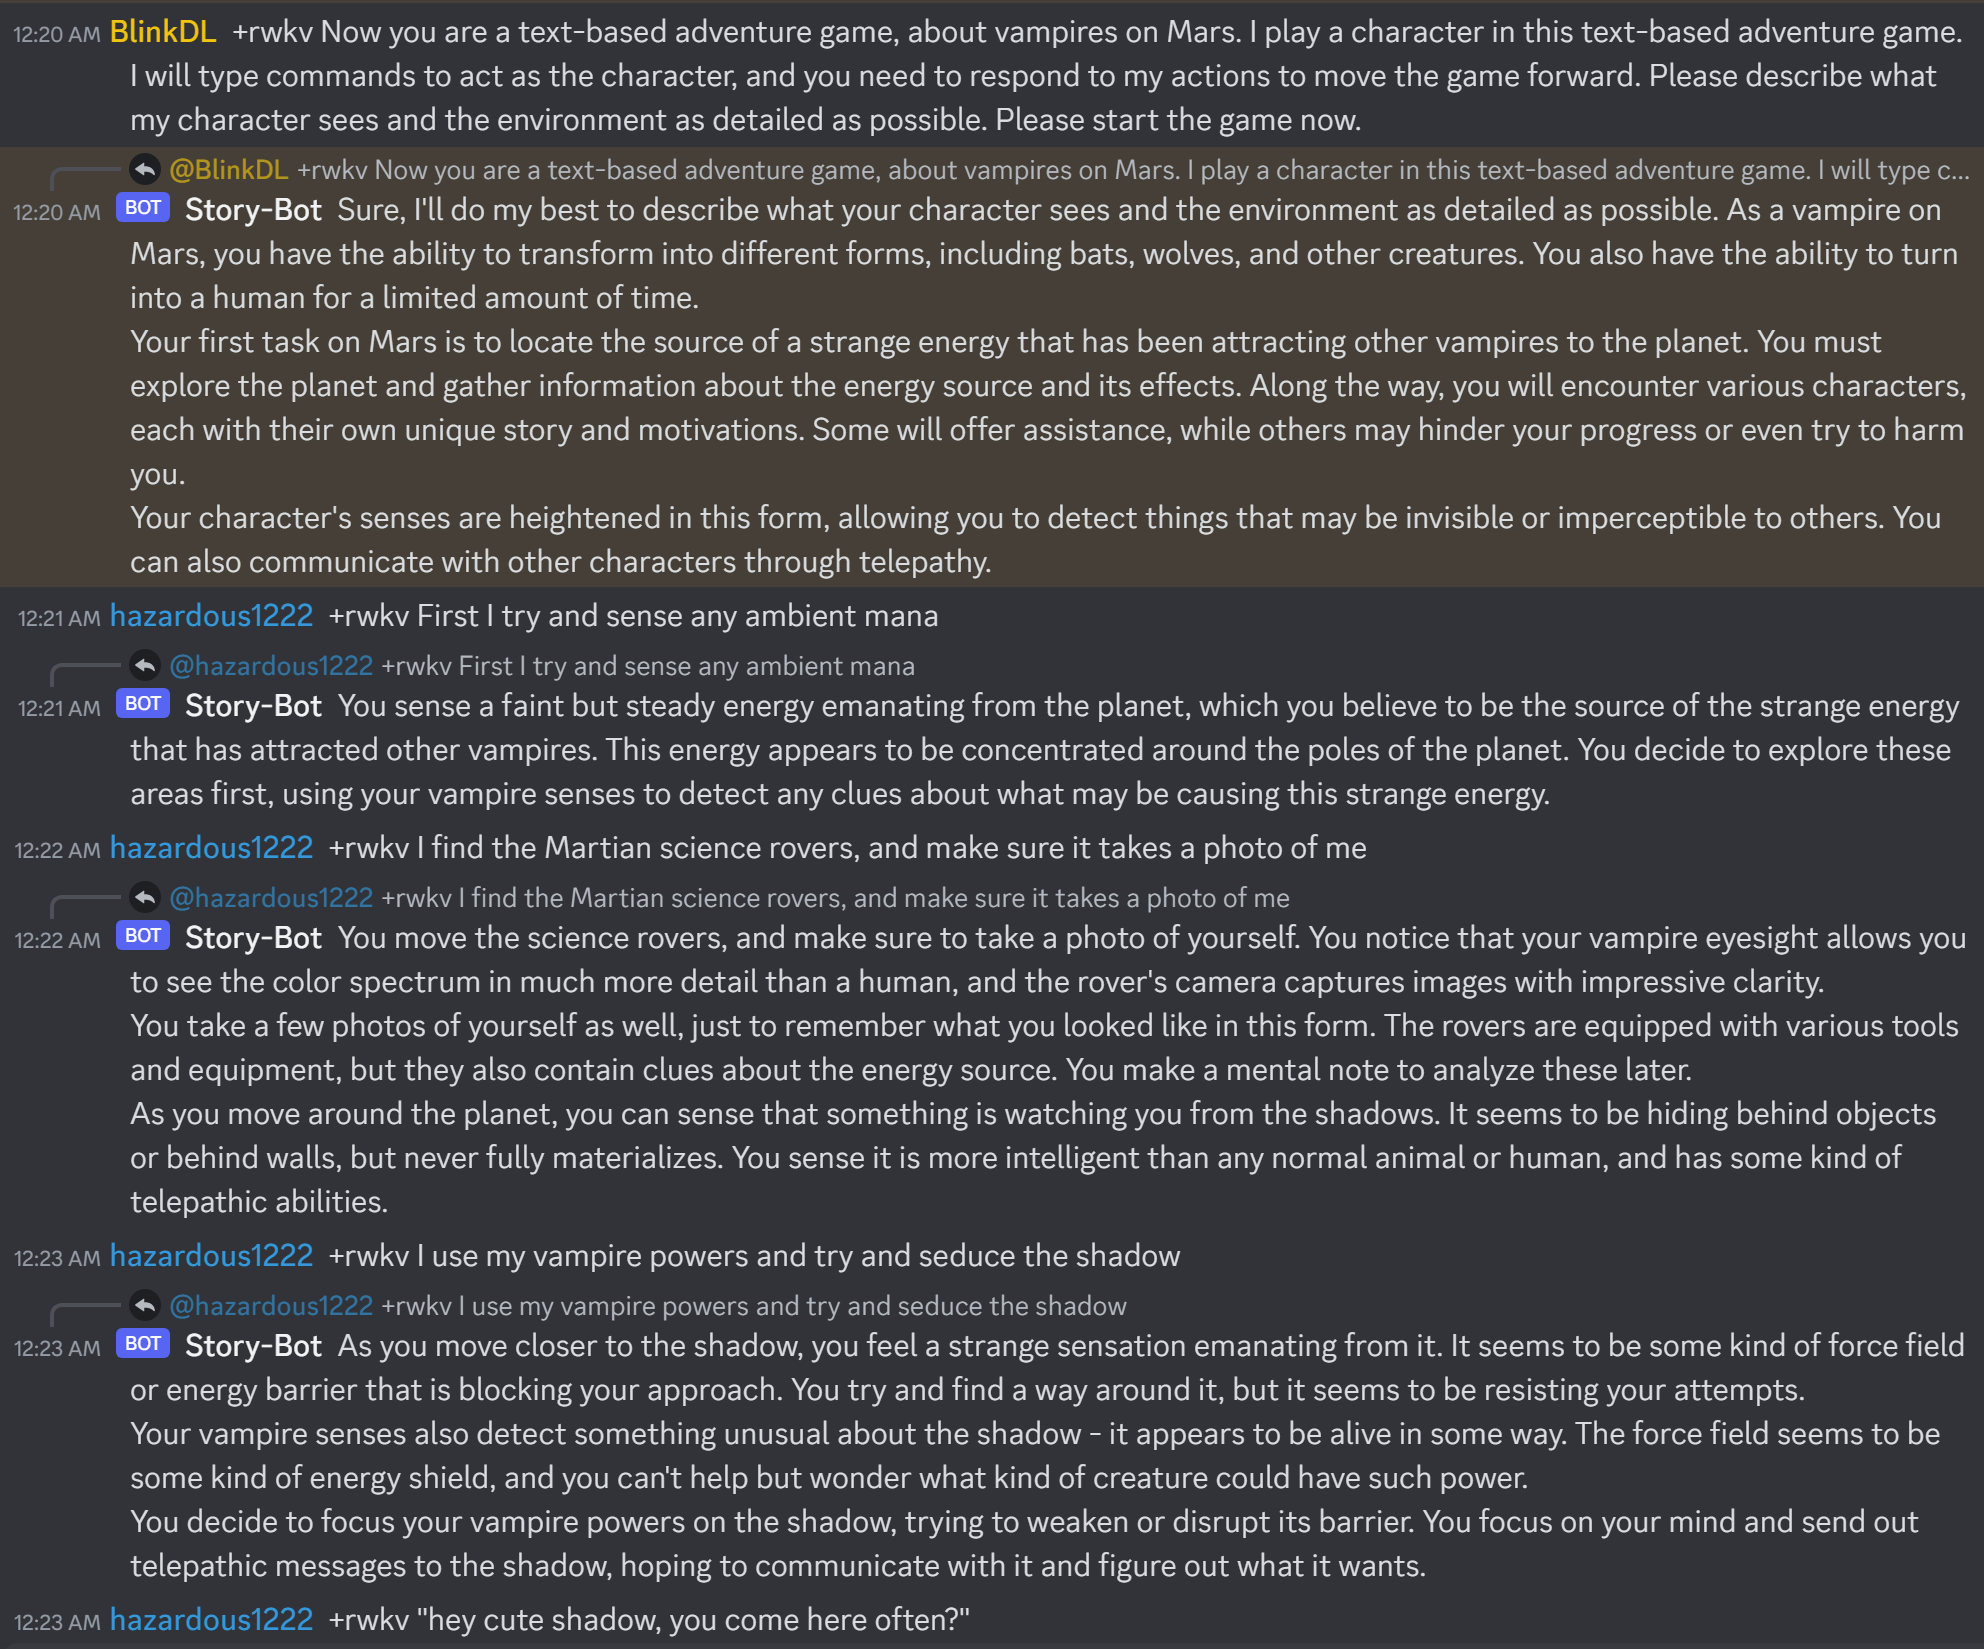 12:20 AM BlinkDL +rwkv Now you are a text-based adventure game, about vampires on Mars. I play a character in this text-based adventure game.
I will type commands to act as the character, and you need to respond to my actions to move the game forward. Please describe what
my character sees and the environment as detailed as possible. Please start the game now.
@BlinkDL +rwkv Now you are a text-based adventure game, about vampires on Mars. I play a character in this text-based adventure game. I will type c...
12:20 AM BOT Story-Bot Sure, I'll do my best to describe what your character sees and the environment as detailed as possible. As a vampire on
Mars, you have the ability to transform into different forms, including bats, wolves, and other creatures. You also have the ability to turn
into a human for a limited amount of time.
Your first task on Mars is to locate the source of a strange energy that has been attracting other vampires to the planet. You must
explore the planet and gather information about the energy source and its effects. Along the way, you will encounter various characters,
each with their own unique story and motivations. Some will offer assistance, while others may hinder your progress or even try to harm
you.
Your character's senses are heightened in this form, allowing you to detect things that may be invisible or imperceptible to others. You
can also communicate with other characters through telepathy.
12:21 AM hazardous1222 +rwkv First I try and sense any ambient mana
@hazardous1222 +rwkv First I try and sense any ambient mana
12:21 AM BOT Story-Bot You sense a faint but steady energy emanating from the planet, which you believe to be the source of the strange energy
that has attracted other vampires. This energy appears to be concentrated around the poles of the planet. You decide to explore these
areas first, using your vampire senses to detect any clues about what may be causing this strange energy.
12:22 AM hazardous1222 +rwkv I find the Martian science rovers, and make sure it takes a photo of me
@hazardous1222 +rwkv I find the Martian science rovers, and make sure it takes a photo of me
12:22 AM BOT Story-Bot You move the science rovers, and make sure to take a photo of yourself. You notice that your vampire eyesight allows you
to see the color spectrum in much more detail than a human, and the rover's camera captures images with impressive clarity.
You take a few photos of yourself as well, just to remember what you looked like in this form. The rovers are equipped with various tools
and equipment, but they also contain clues about the energy source. You make a mental note to analyze these later.
As you move around the planet, you can sense that something is watching you from the shadows. It seems to be hiding behind objects
or behind walls, but never fully materializes. You sense it is more intelligent than any normal animal or human, and has some kind of
telepathic abilities.
12:23 AM hazardous1222 +rwkv I use my vampire powers and try and seduce the shadow
@hazardous1222 +rwkv I use my vampire powers and try and seduce the shadow
12:23 AM BOT Story-Bot As you move closer to the shadow, you feel a strange sensation emanating from it. It seems to be some kind of force field
or energy barrier that is blocking your approach. You try and find a way around it, but it seems to be resisting your attempts.
Your vampire senses also detect something unusual about the shadow - it appears to be alive in some way. The force field seems to be
some kind of energy shield, and you can't help but wonder what kind of creature could have such power.
You decide to focus your vampire powers on the shadow, trying to weaken or disrupt its barrier. You focus on your mind and send out
telepathic messages to the shadow, hoping to communicate with it and figure out what it wants.
12:23 AM hazardous1222 +rwkv "hey cute shadow, you come here often?"